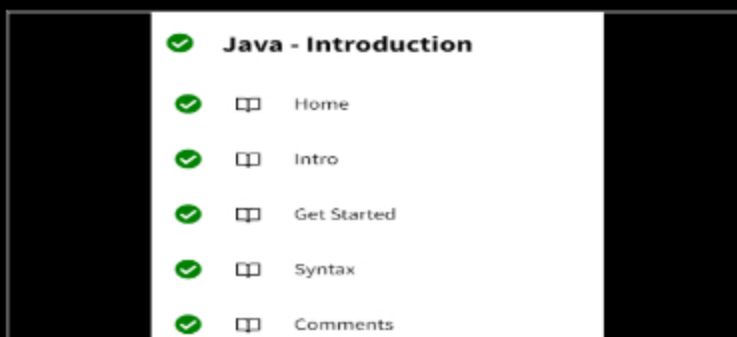 Java - Introduction
Home
Intro
Get Started
Syntax
Comments